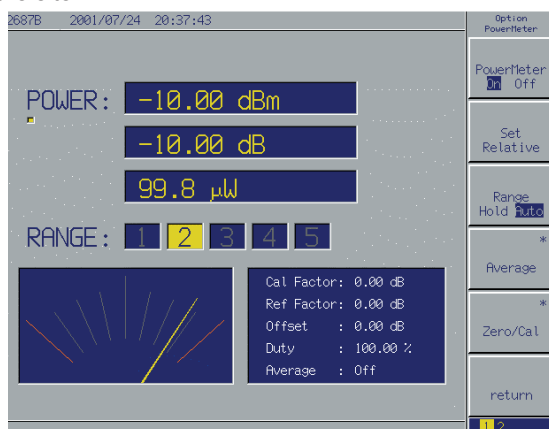 2687B 2001/07/24 20:37:43
Option
PowerMeter
PowerMeter
On Off
POWER: -10.00 dBm
-10.00 dB
99.8 µW
Set
Relative
Range
Hold Auto
RANGE: 1 2 3 4 5
*
Average
Cal Factor: 0.00 dB
Ref Factor: 0.00 dB
Offset : 0.00 dB
Duty : 100.00 %
Average : Off
*
Zero/Cal
return
1 2